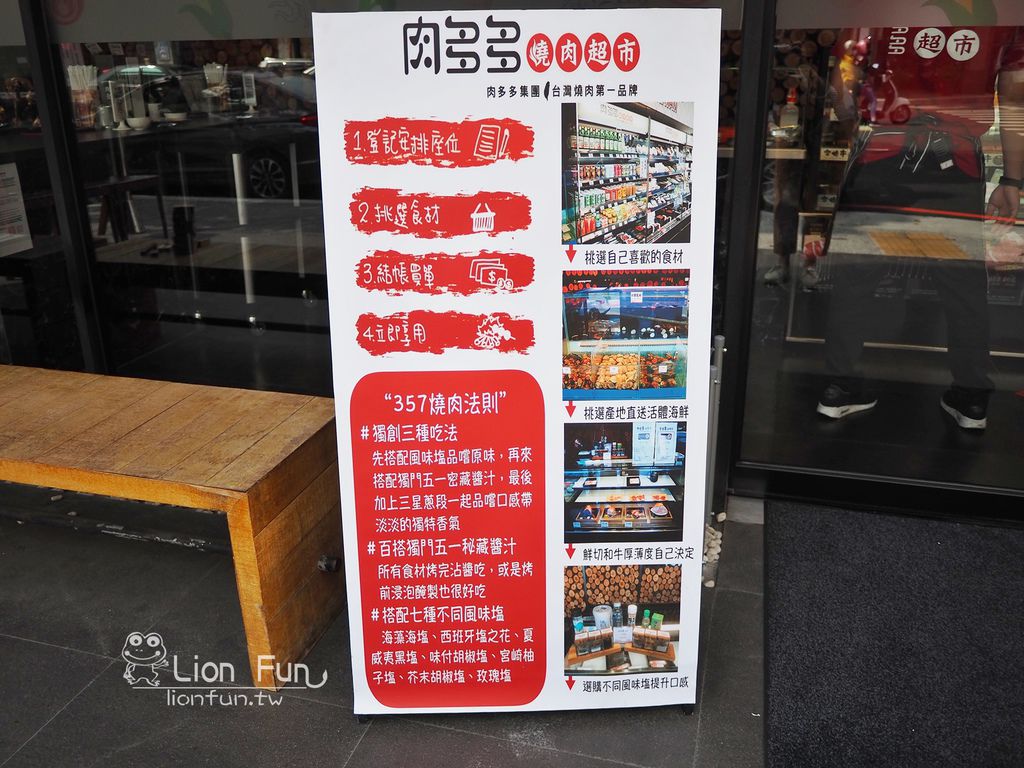 肉多多燒肉超市
肉多多集團 台灣燒肉第一品牌
1.登記安排座位
2.挑選食材
3.結帳買單
4.立即享用
"357燒肉法則"
#獨創三種吃法
先搭配風味塩品嚐原味，再來
搭配獨門五一密藏醬汁，最後
加上三星蔥段一起品嚐口感帶
淡淡的獨特香氣
#百搭獨門五一秘藏醬汁
所有食材烤完沾醬吃，或是烤
前浸泡醃製也很好吃
#搭配七種不同風味塩
海藻海塩、西班牙塩之花、夏
威夷黑塩、味付胡椒塩、宮崎柚
子塩、芥末胡椒塩、玫瑰塩
挑選自己喜歡的食材
挑選產地直送活體海鮮
鮮切和牛厚薄度自己決定
選購不同風味塩提升口感
超市
Lion Fun
lionfun.tw